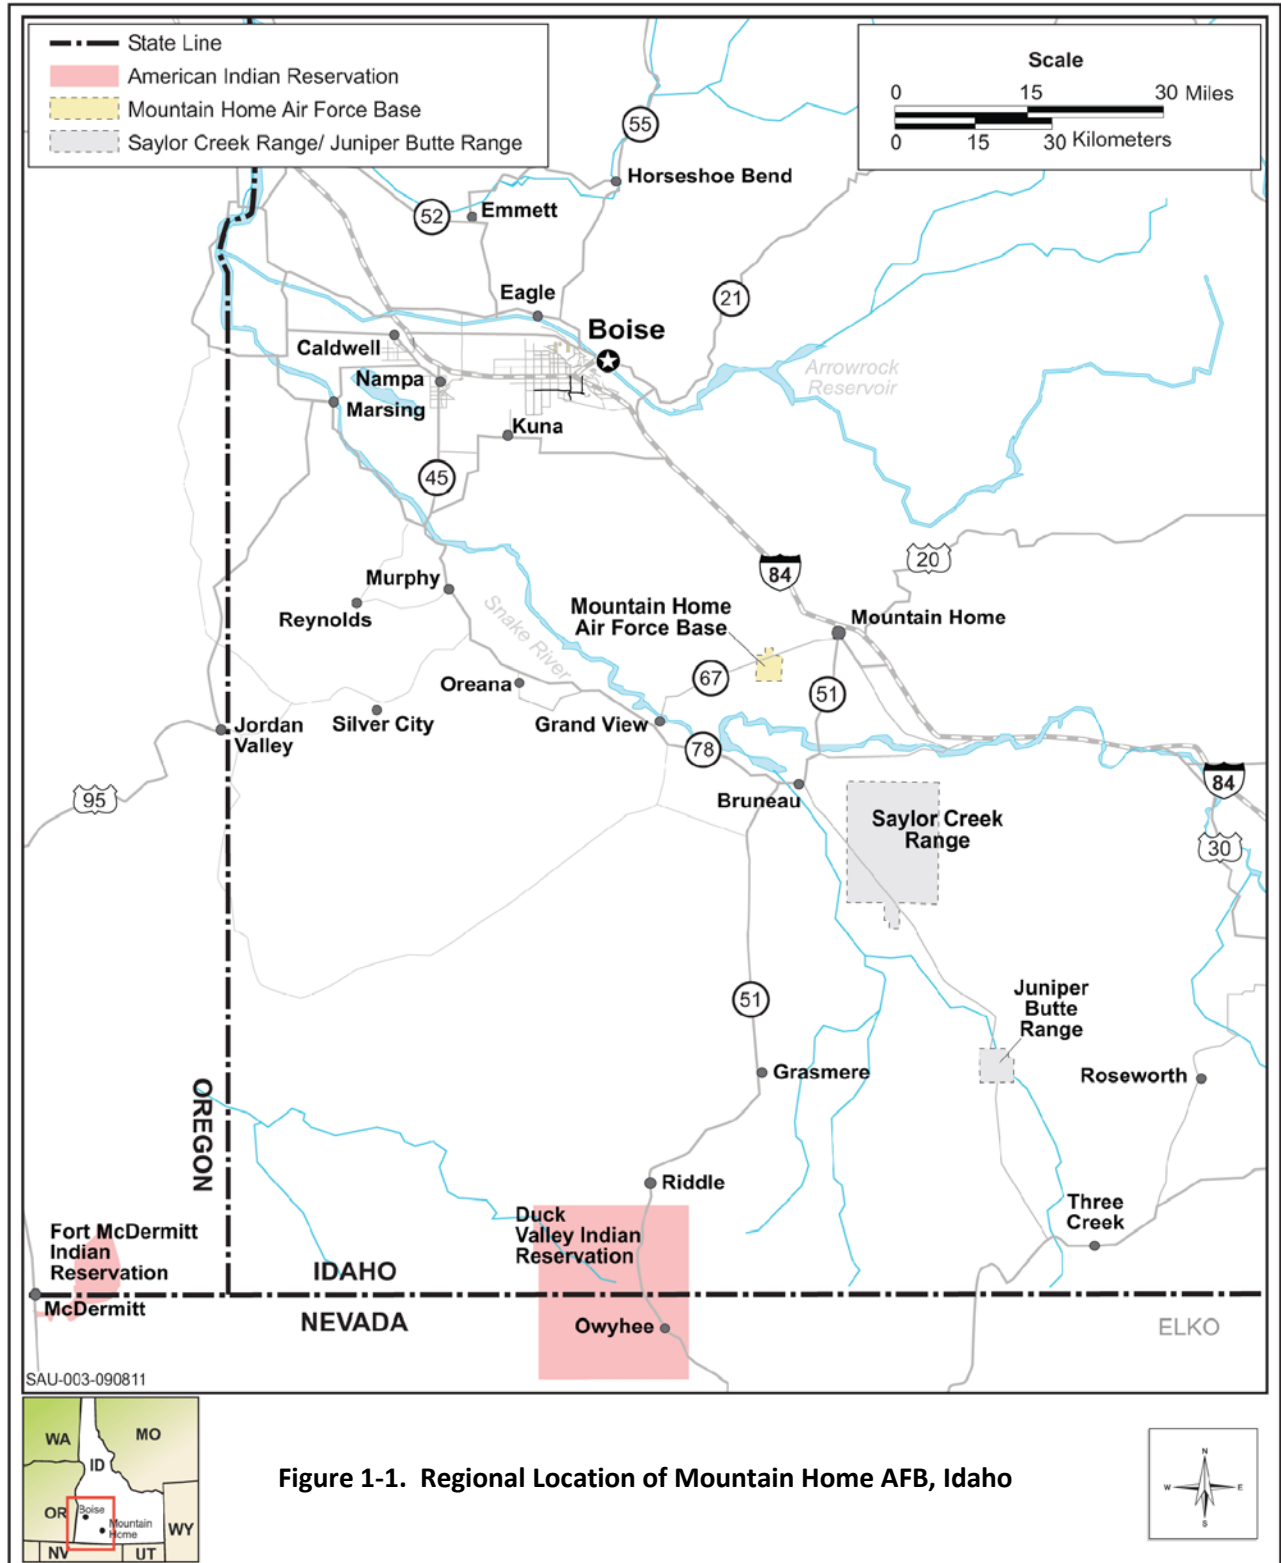 State Line
American Indian Reservation
Mountain Home Air Force Base
Saylor Creek Range/ Juniper Butte Range
Scale
0 15 30 Miles
0 15 30 Kilometers
55
Horseshoe Bend
52
Emmett
21
Eagle
Boise
Caldwell
Arrowrock
Reservoir
Nampa
Marsing
Kuna
45
20
84
Murphy
Reynolds
Snake River
Mountain Home
Air Force Base
Mountain Home
67
51
Oreana
Silver City
Grand View
Jordan
Valley
78
95
Bruneau
84
Saylor Creek
Range
30
51
Juniper
Butte
Range
Grasmere
Roseworth
OREGON
Riddle
Three
Creek
Duck
Valley Indian
Reservation
Fort McDermitt
Indian
Reservation
IDAHO
McDermitt
NEVADA
Owyhee
ELKO
SAU-003-090811
WA
MO
ID
OR
Boise
Mountain
Home
WY
NV
UT
Figure 1-1. Regional Location of Mountain Home AFB, Idaho
N
W E
S